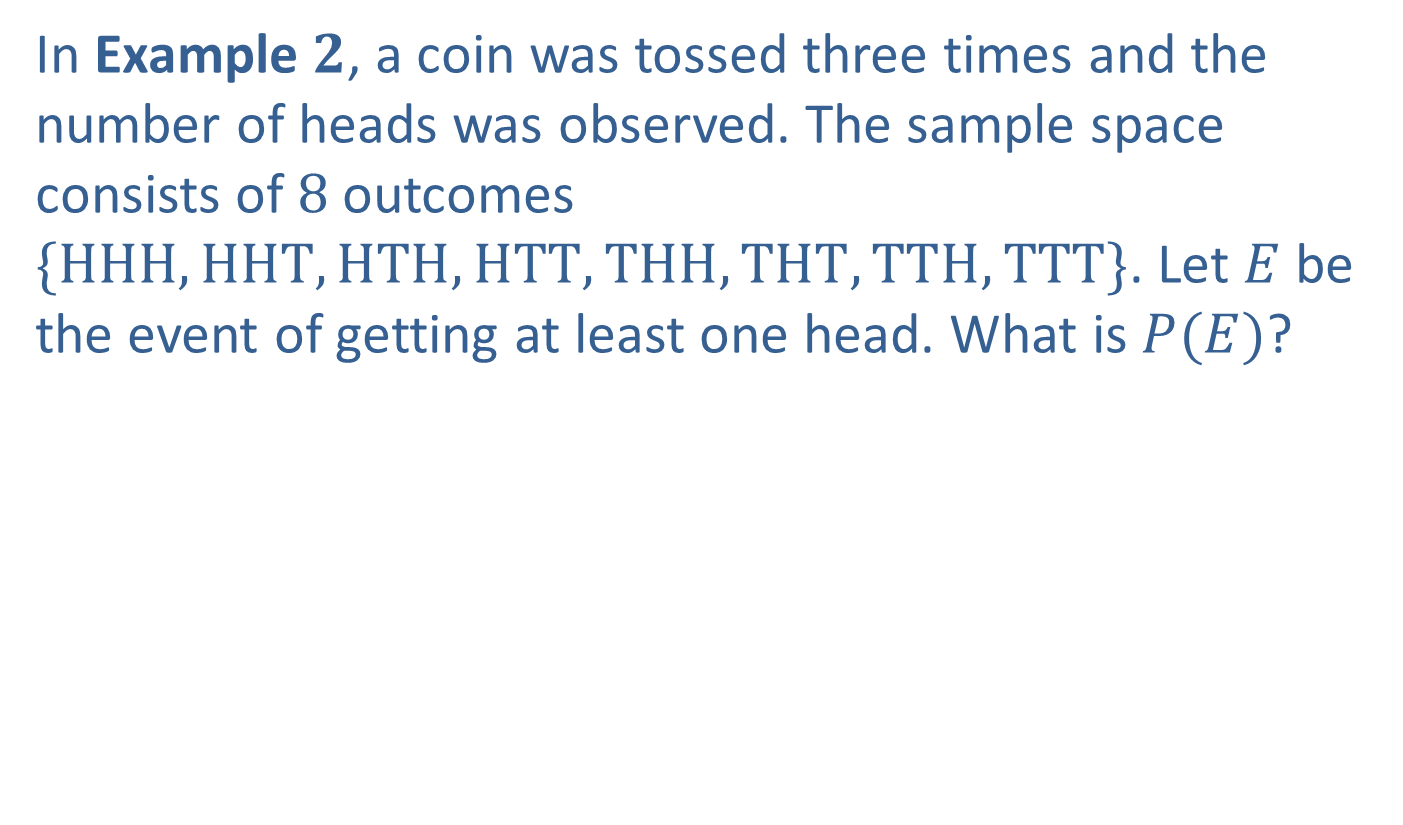 In Example 2, a coin was tossed three times and the
number of heads was observed. The sample space
consists of 8 outcomes
{HHH, HHT, HTH, HTT, THH, THT, TTH, TTT}. Let E be
the event of getting at least one head. What is P(E)?